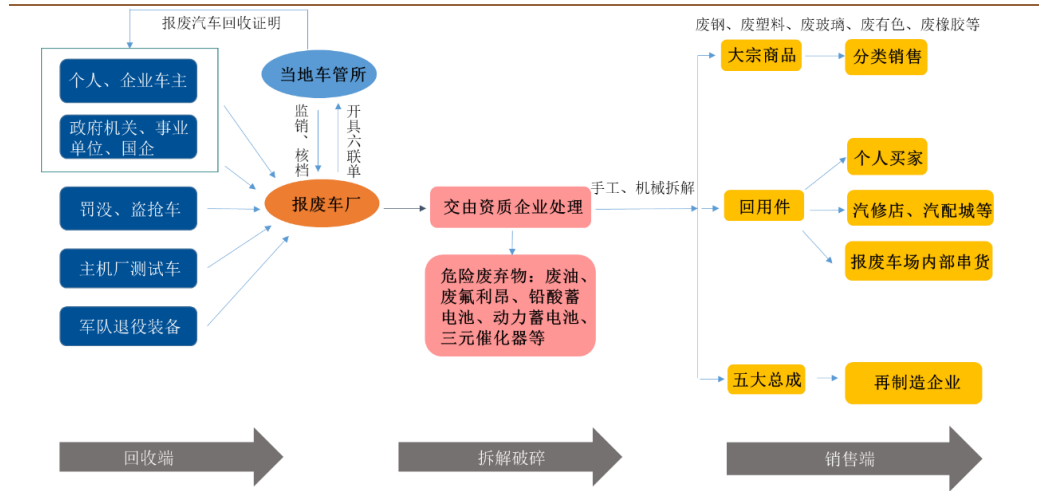 报废汽车回收证明
个人、企业车主
政府机关、事业
单位、国企
罚没、盗抢车
主机厂测试车
军队退役装备
当地车管所
监销、核档
开具六联单
报废车厂
交由资质企业处理
危险废弃物：废油、
废氟利昂、铅酸蓄
电池、动力蓄电池、
三元催化器等
手工、机械拆解
废钢、废塑料、废玻璃、废有色、废橡胶等
大宗商品
分类销售
回用件
个人买家
汽修店、汽配城等
报废车场内部串货
五大总成
再制造企业
回收端
拆解破碎
销售端